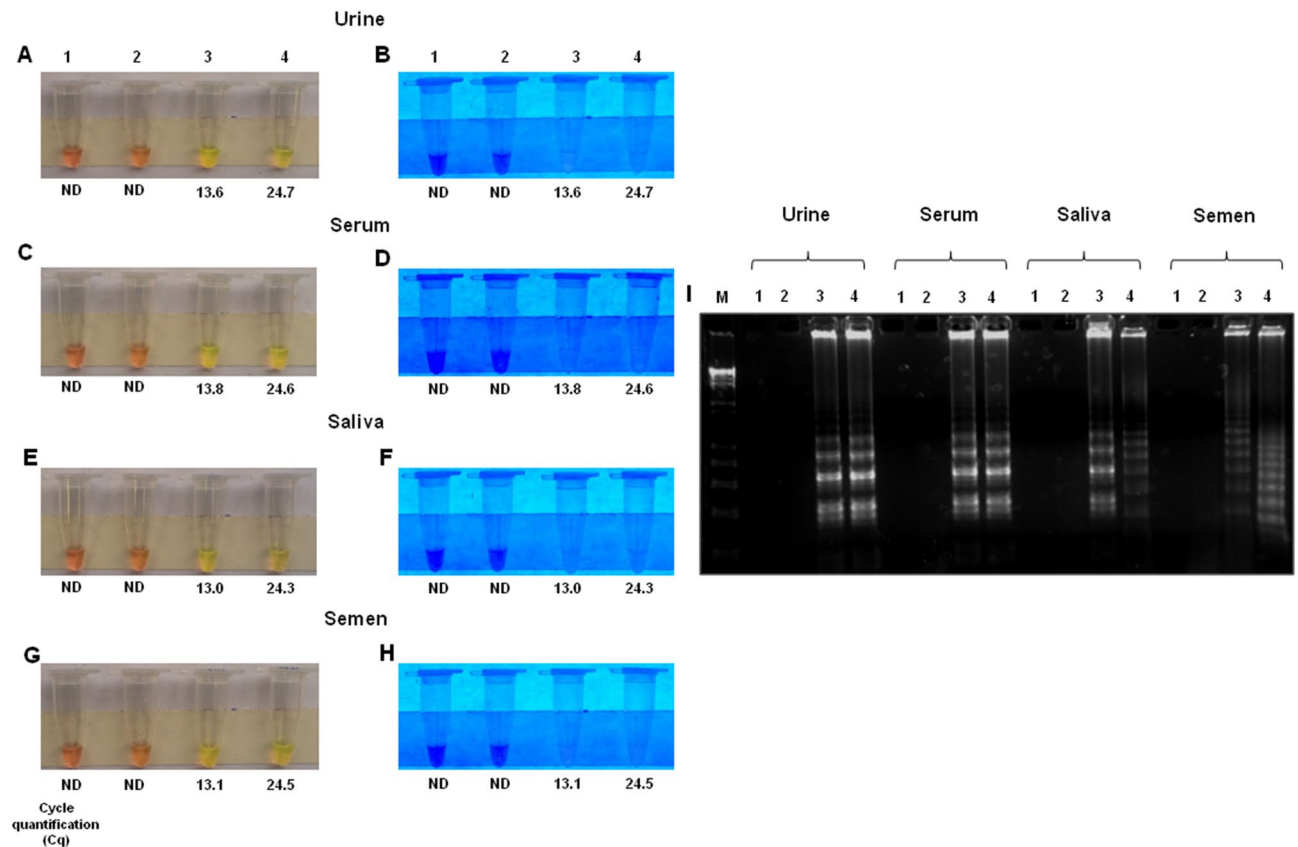 Urine
A 1 2 3 4 B 1 2 3 4
ND ND 13.6 24.7 ND ND 13.6 24.7
Serum
C D
ND ND 13.8 24.6 ND ND 13.8 24.6
Saliva
E F
ND ND 13.0 24.3 ND ND 13.0 24.3
Semen
G H
ND ND 13.1 24.5 ND ND 13.1 24.5
Cycle
quantification
(Cq)
Urine Serum Saliva Semen
I M 1 2 3 4 1 2 3 4 1 2 3 4 1 2 3 4